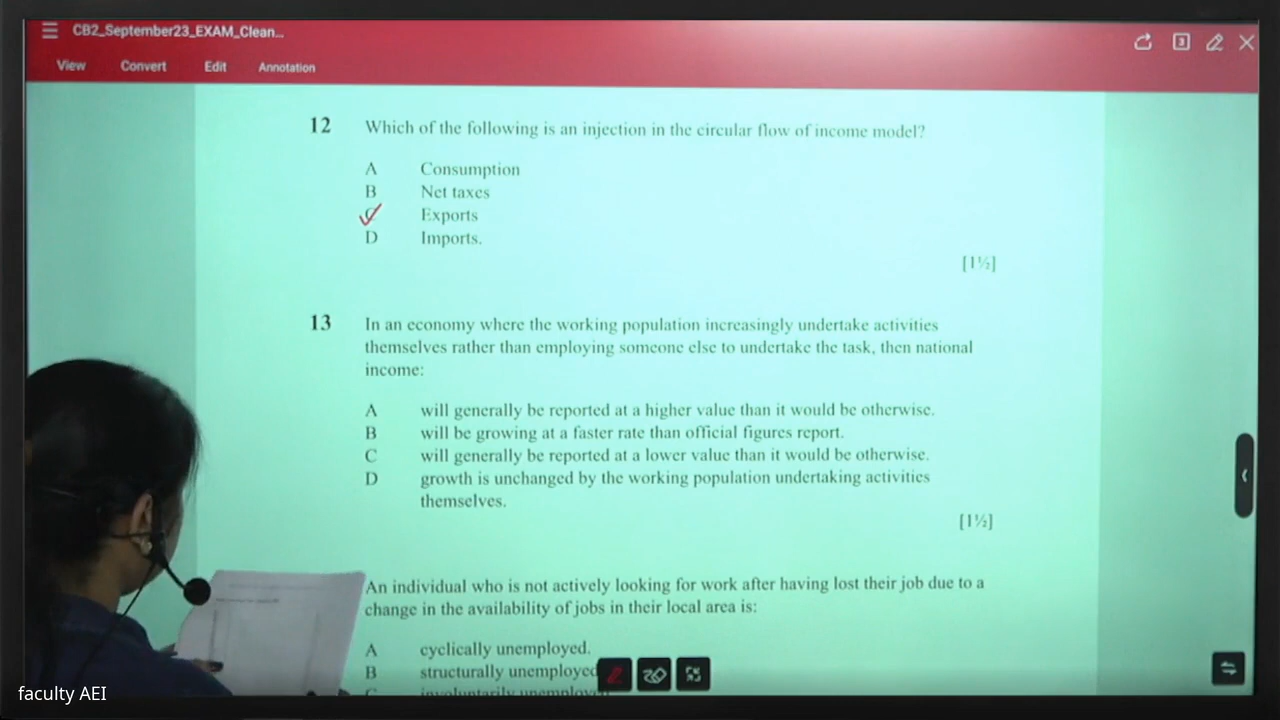 CB2_September23_EXAM_Clean...
View Convert Edit Annotation
12 Which of the following is an injection in the circular flow of income model?
A Consumption
B Net taxes
C Exports
D Imports.
[1½]
13 In an economy where the working population increasingly undertake activities
themselves rather than employing someone else to undertake the task, then national
income:
A will generally be reported at a higher value than it would be otherwise.
B will be growing at a faster rate than official figures report.
C will generally be reported at a lower value than it would be otherwise.
D growth is unchanged by the working population undertaking activities
themselves.
[1½]
An individual who is not actively looking for work after having lost their job due to a
change in the availability of jobs in their local area is:
A cyclically unemployed.
B structurally unemployed
C involuntarily
faculty AEI